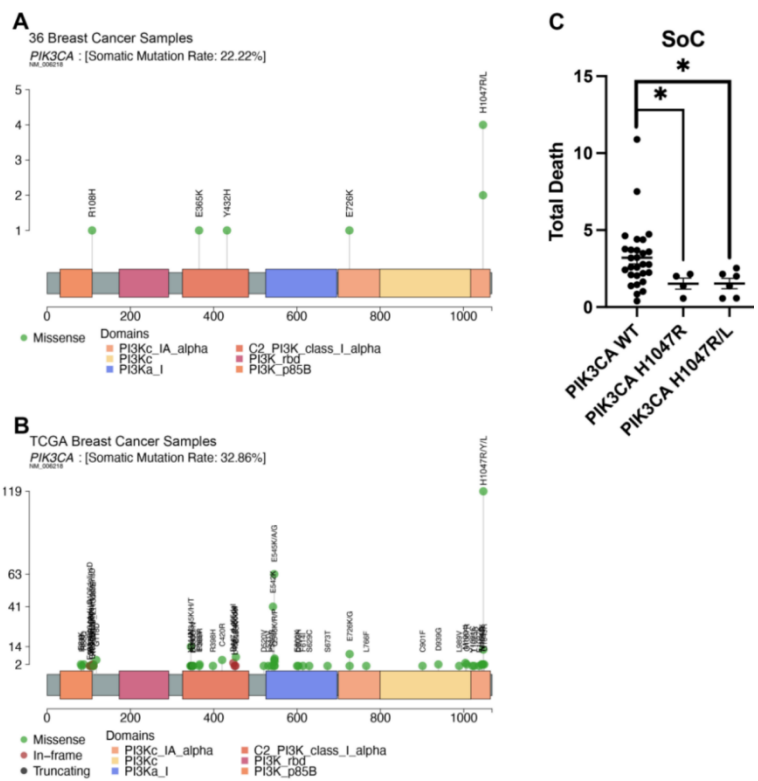 A
36 Breast Cancer Samples
PIK3CA : [Somatic Mutation Rate: 22.22%]
NM_006218
5
4
3
2
1
R108H
E365K
Y432H
E726K
H1047R/L
0
200
400
600
800
1000
Missense
Domains
PI3Kc_IA_alpha
PI3Kc
PI3Ka_I
C2_PI3K_class_I_alpha
PI3K_rbd
PI3K_p85B
B
TCGA Breast Cancer Samples
PIK3CA : [Somatic Mutation Rate: 32.86%]
NM_006218
119
63
41
14
2
R398H
C420R
E542K
E545K/A/G
S629C
S673T
E726K/G
L766F
C901F
D939G
L989V
H1047R/Y/L
0
200
400
600
800
1000
Missense
In-frame
Truncating
Domains
PI3Kc_IA_alpha
PI3Kc
PI3Ka_I
C2_PI3K_class_I_alpha
PI3K_rbd
PI3K_p85B
C
SoC
*
*
15
10
5
0
Total Death
PIK3CA WT
PIK3CA H1047R
PIK3CA H1047R/L